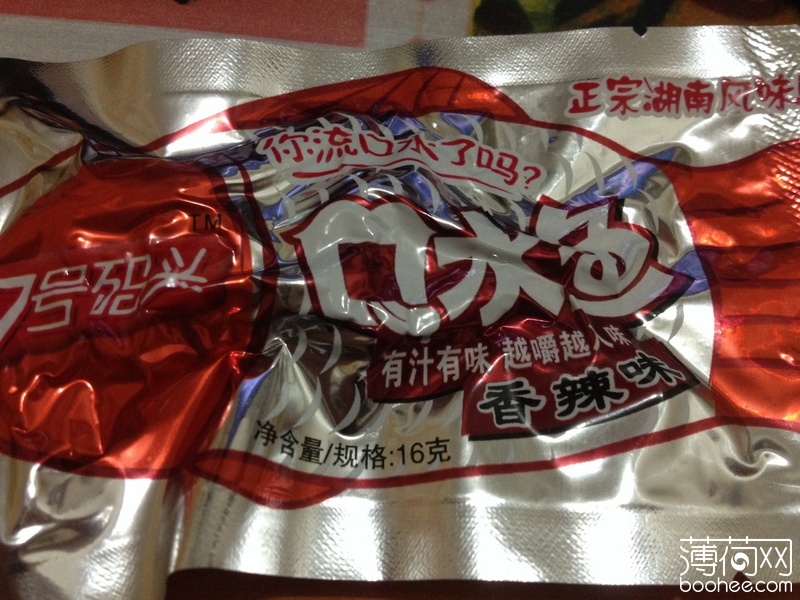 正宗湖南风味
你流口水了吗?
TM
7号码头
口水鱼
有汁有味 越嚼越入味
香辣味
净含量/规格:16克
薄荷网
boohee.com